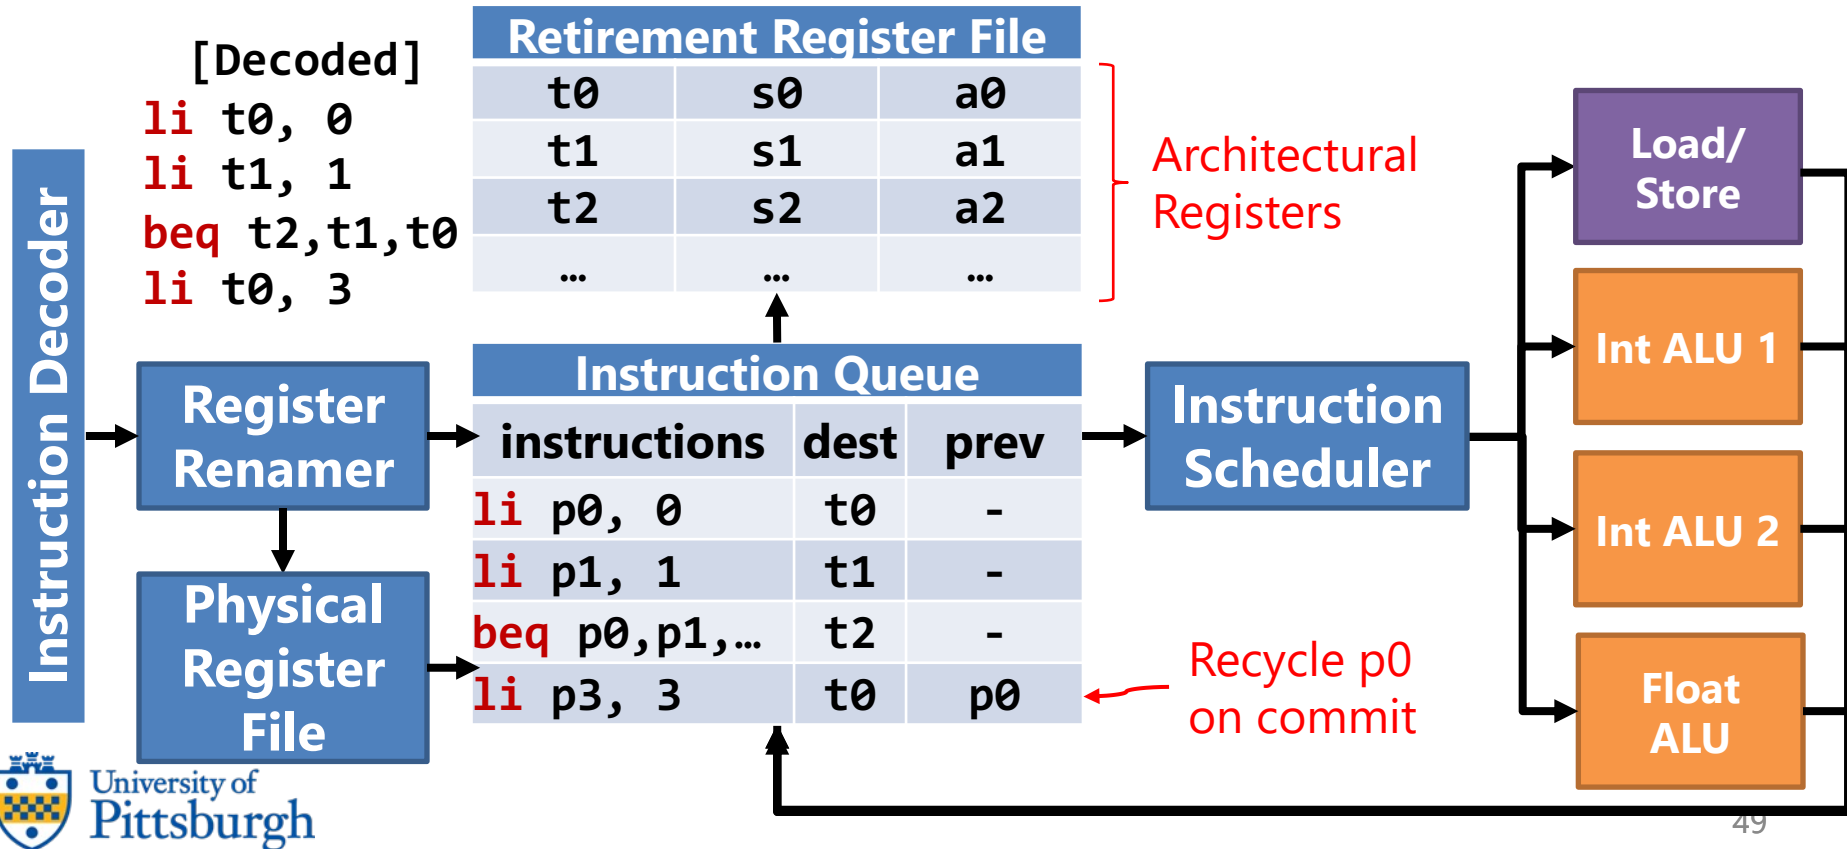 [Decoded]
li t0, 0
li t1, 1
beq t2,t1,t0
li t0, 3
Instruction Decoder
Retirement Register File
t0 s0 a0
t1 s1 a1
t2 s2 a2
… … …
Architectural
Registers
Register
Renamer
Physical
Register
File
Instruction Queue
instructions dest prev
li p0, 0 t0 -
li p1, 1 t1 -
beq p0,p1,… t2 -
li p3, 3 t0 p0
Recycle p0
on commit
Instruction
Scheduler
Load/
Store
Int ALU 1
Int ALU 2
Float
ALU
University of
Pittsburgh
49